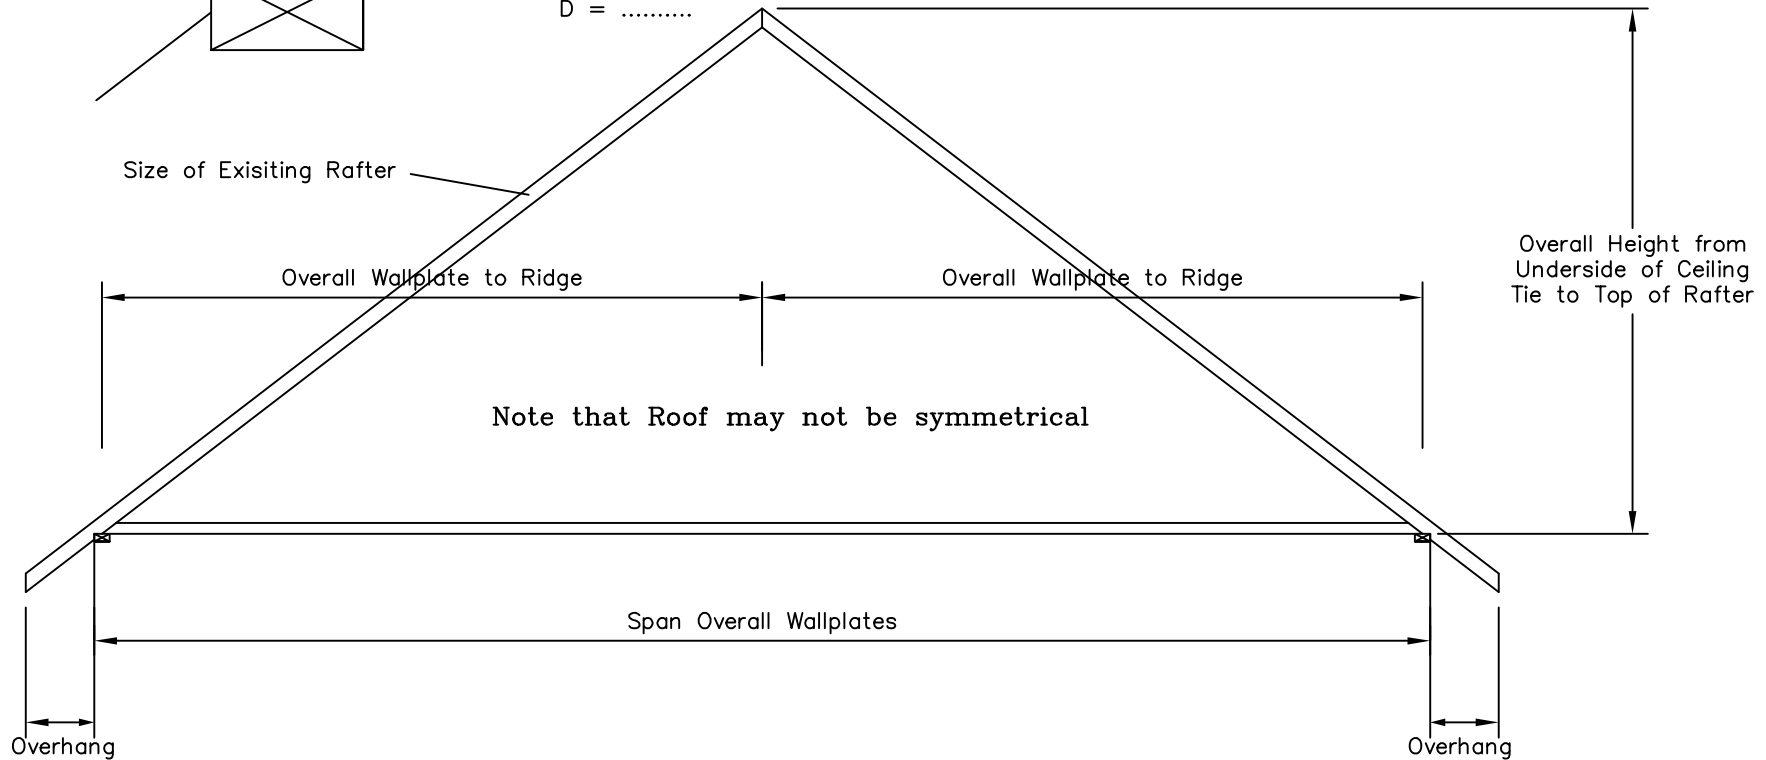 D = ..........
Size of Exisiting Rafter
Overall Height from
Underside of Ceiling
Tie to Top of Rafter
Overall Wallplate to Ridge
Overall Wallplate to Ridge
Note that Roof may not be symmetrical
Span Overall Wallplates
Overhang
Overhang